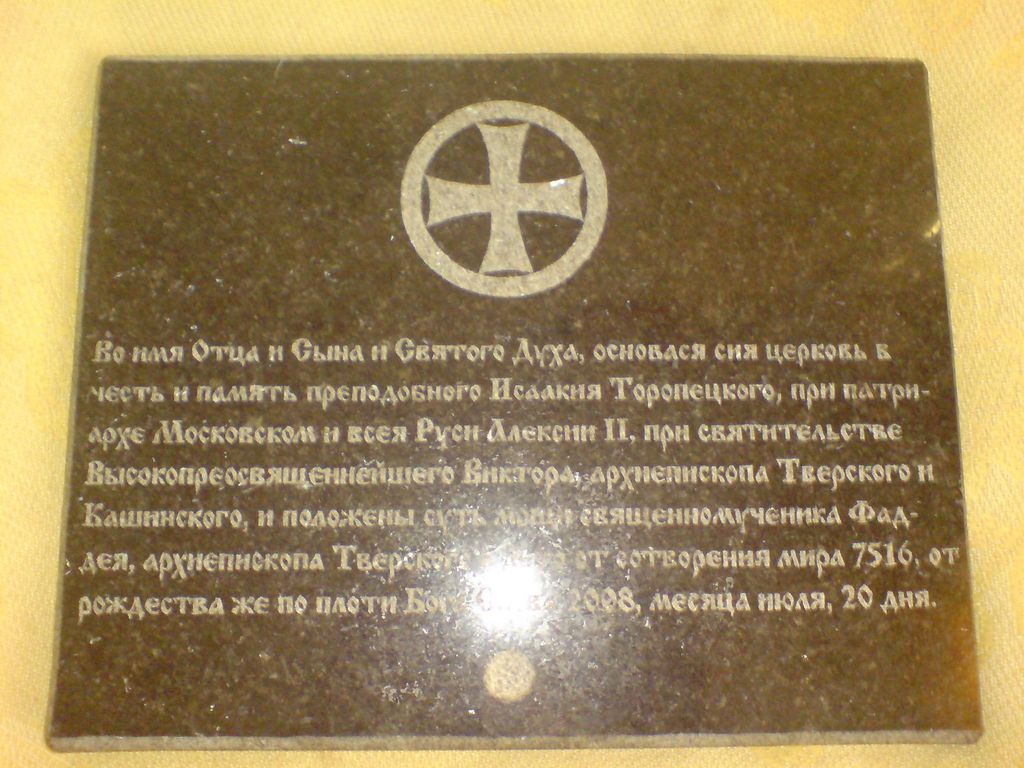 Во имя Отца и Сына и Святого Духа, основася сия церковь в
честь и память преподобного Исаакия Торопецкого, при патри-
архе Московском и всея Руси Алексии II, при святительстве
Высокопреосвященнейшего Виктора, архиепископа Тверского и
Кашинского, и положены суть мощи священномученика Фад-
дея, архиепископа Тверского от сотворения мира 7516, от
рождества же по плоти Бога Слова 2008, месяца июля, 20 дня.